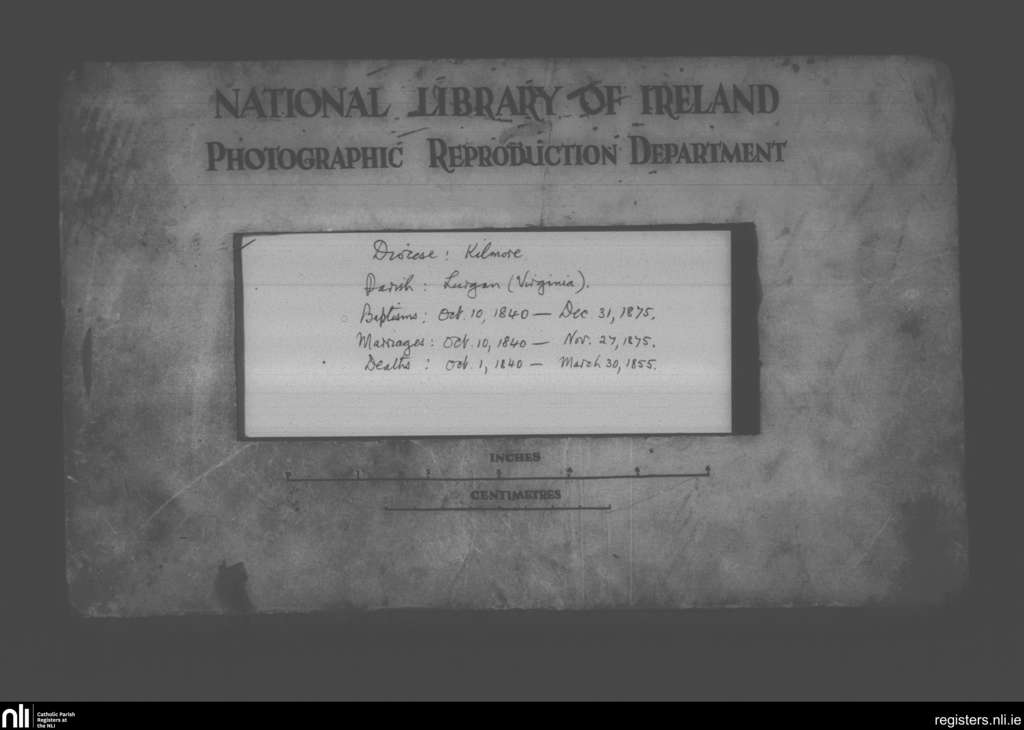 NATIONAL LIBRARY OF IRELAND
PHOTOGRAPHIC REPRODUCTION DEPARTMENT
Diocese : Kilmore
Parish : Lurgan (Virginia).
Baptisms : Oct. 10, 1840 — Dec 31, 1875.
Marriages : Oct. 10, 1840 — Nov. 27, 1875.
Deaths : Oct 1, 1840 — March 30, 1855.
INCHES
CENTIMETRES
nli
Catholic Parish
Registers at
the NLI
registers.nli.ie